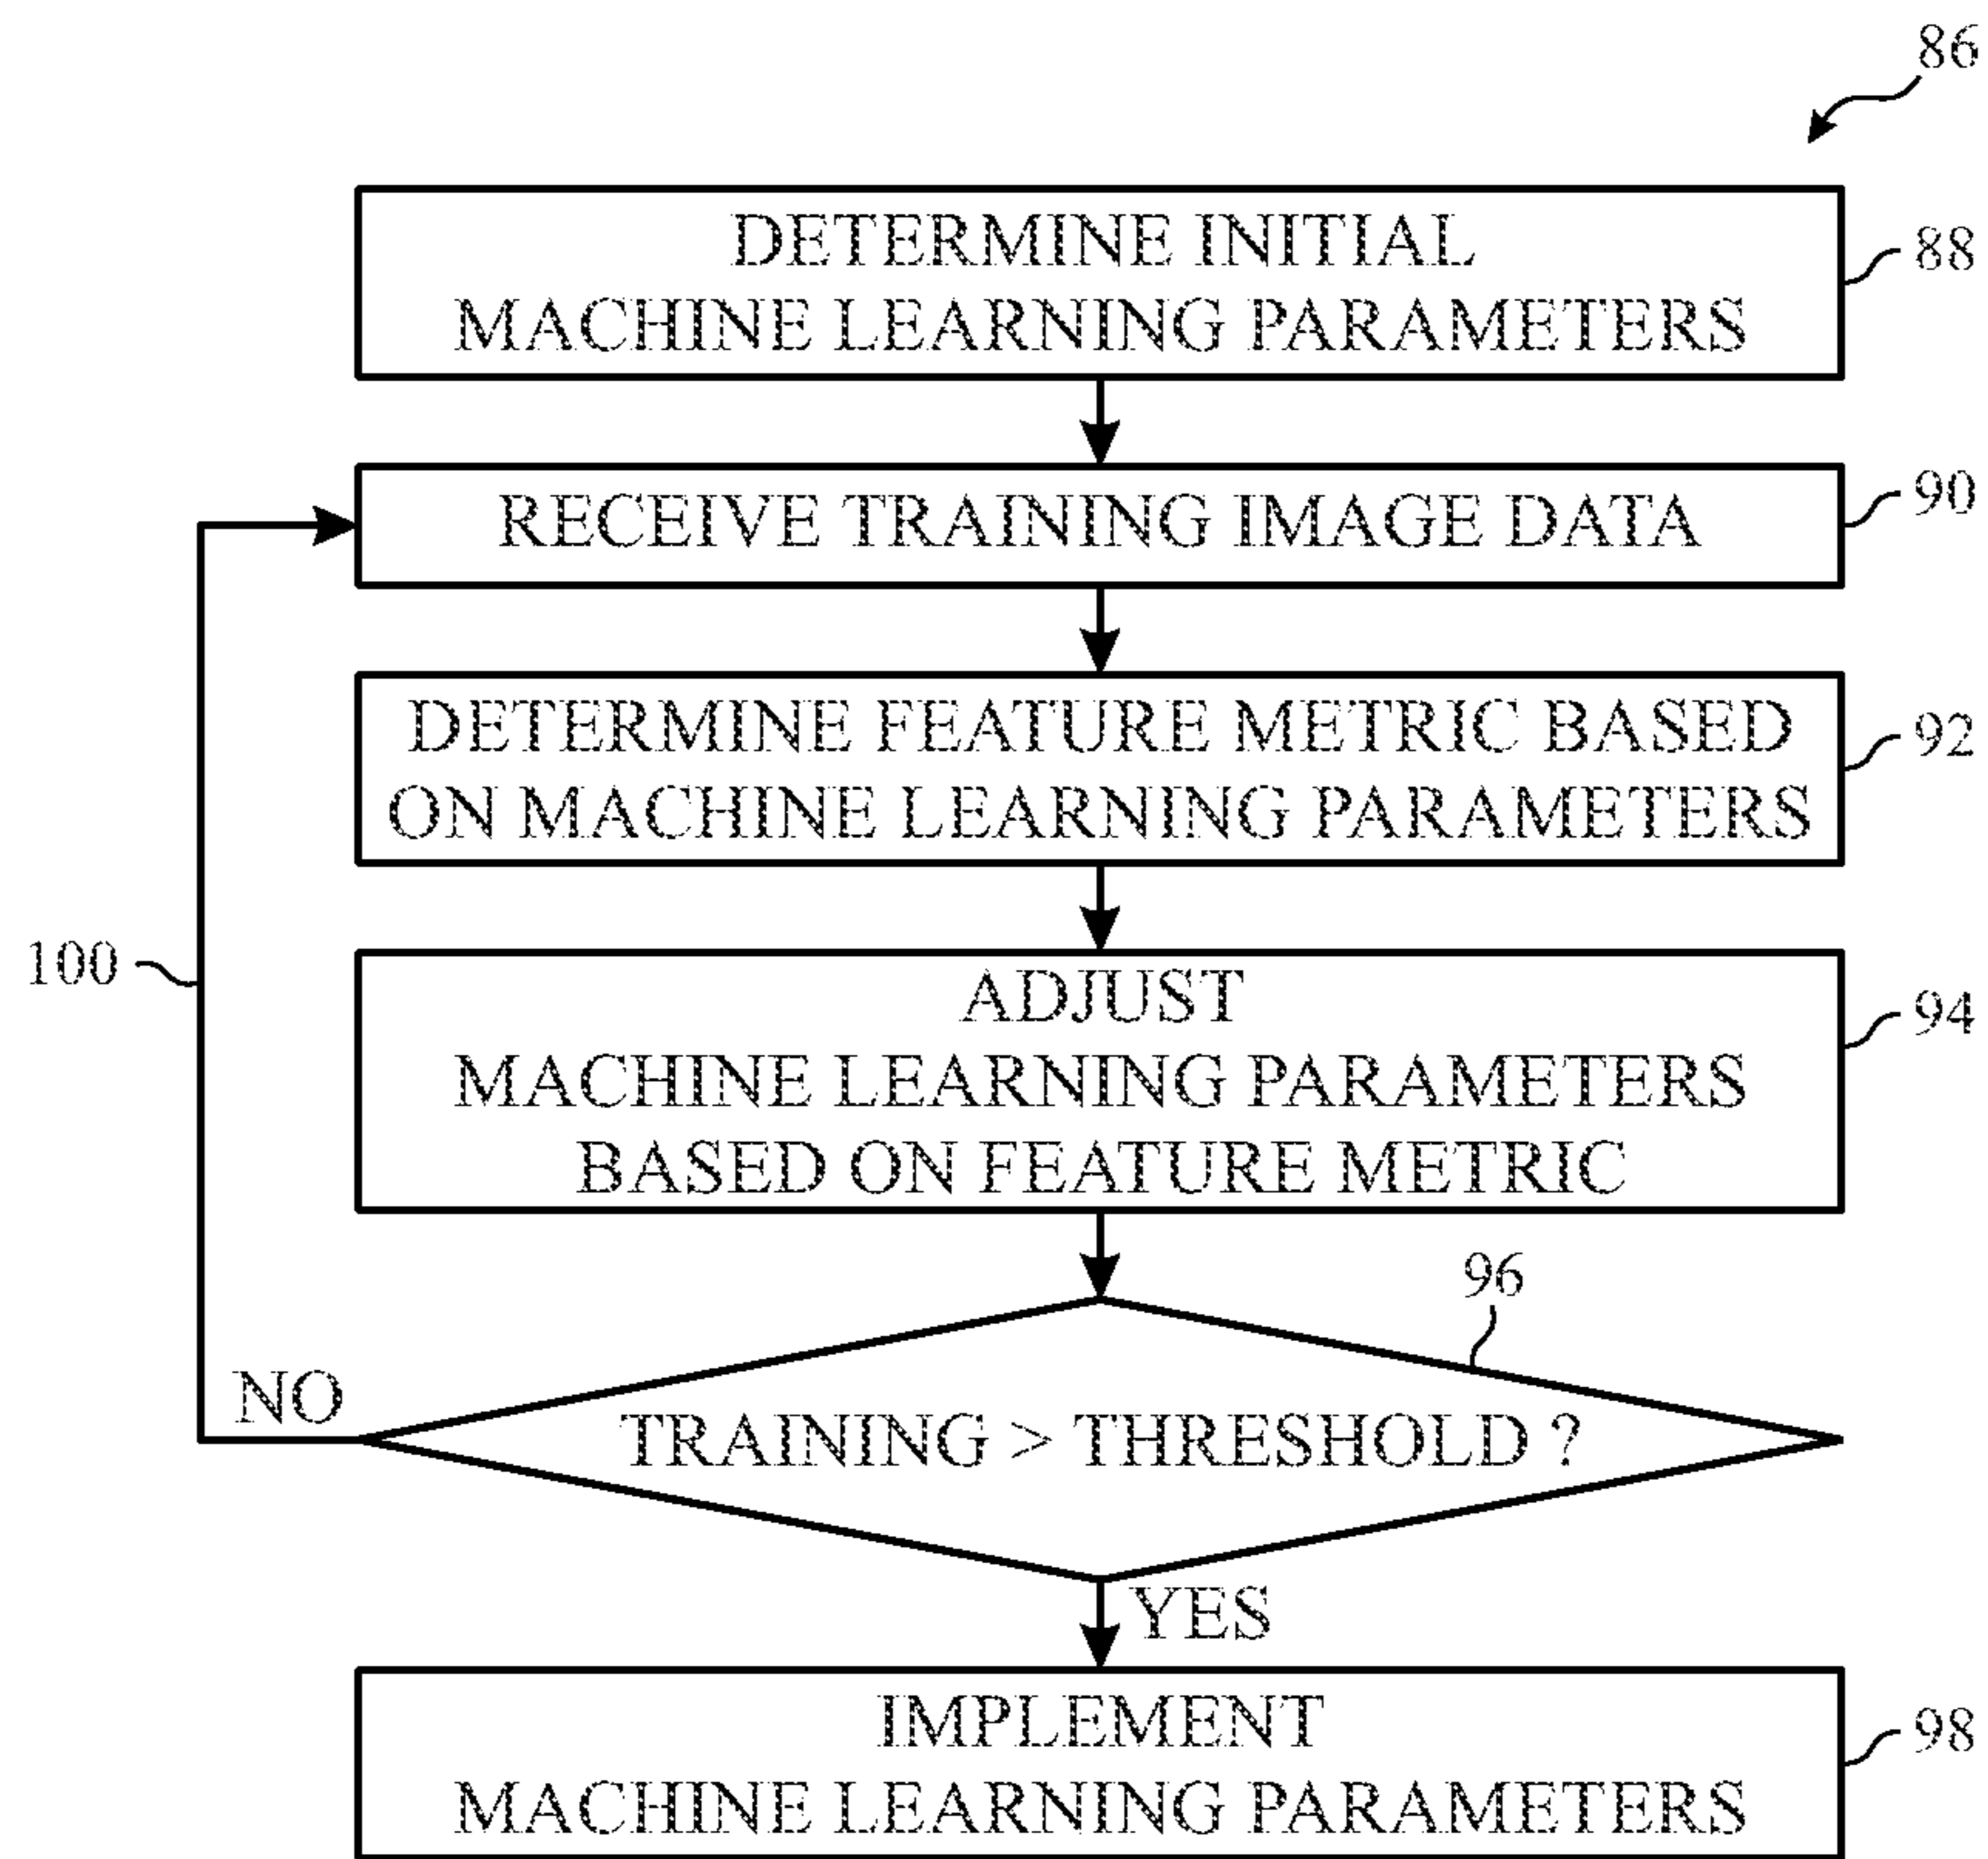 86
DETERMINE INITIAL
MACHINE LEARNING PARAMETERS
88
RECEIVE TRAINING IMAGE DATA
90
DETERMINE FEATURE METRIC BASED
ON MACHINE LEARNING PARAMETERS
92
100
ADJUST
MACHINE LEARNING PARAMETERS
BASED ON FEATURE METRIC
94
96
NO
TRAINING > THRESHOLD ?
YES
IMPLEMENT
MACHINE LEARNING PARAMETERS
98